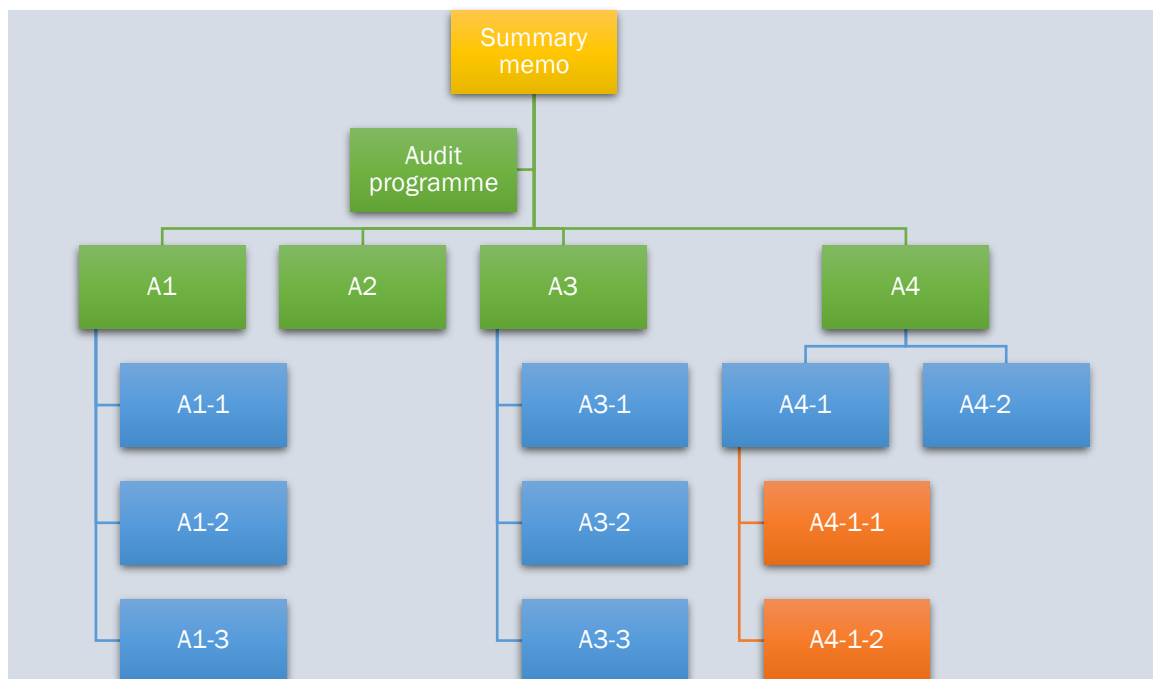 Summary
memo
Audit
programme
A1
A2
A3
A4
A1-1
A3-1
A4-1
A4-2
A1-2
A3-2
A4-1-1
A1-3
A3-3
A4-1-2